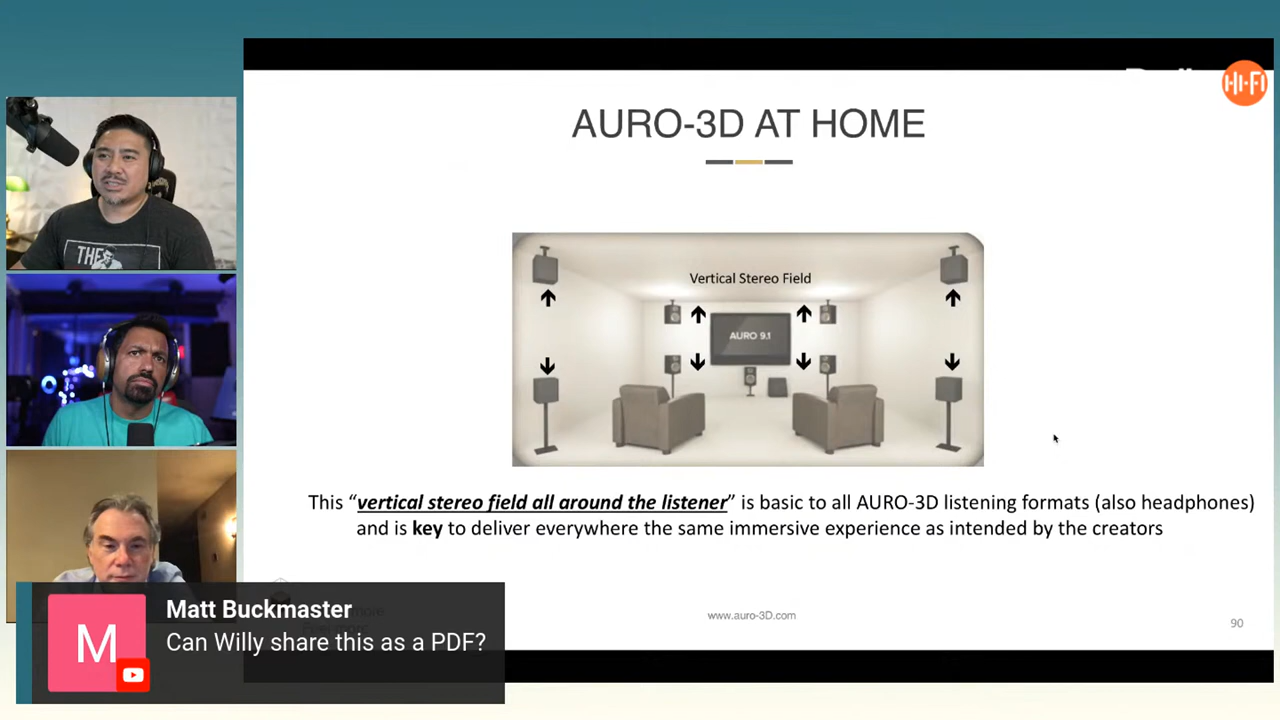 HI-FI
AURO-3D AT HOME
Vertical Stereo Field
AURO 9.1
THE
This “vertical stereo field all around the listener” is basic to all AURO-3D listening formats (also headphones)
and is key to deliver everywhere the same immersive experience as intended by the creators
www.auro-3D.com
90
M
Matt Buckmaster
Can Willy share this as a PDF?